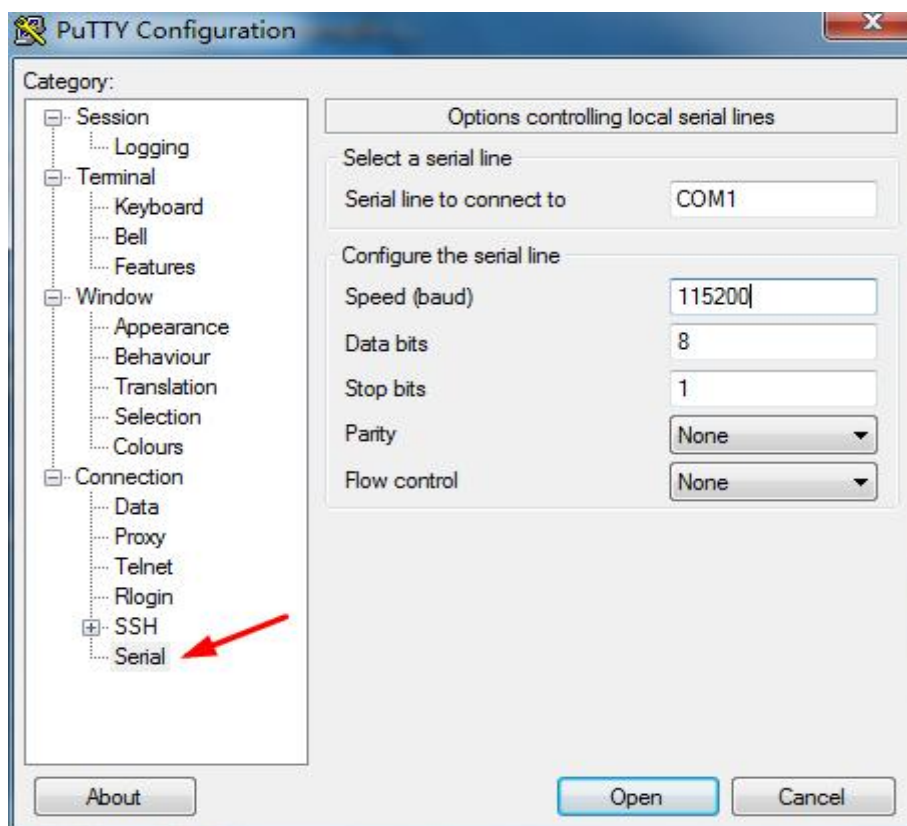 PuTTY Configuration
Category:
Session
Logging
Terminal
Keyboard
Bell
Features
Window
Appearance
Behaviour
Translation
Selection
Colours
Connection
Data
Proxy
Telnet
Rlogin
SSH
Serial
Options controlling local serial lines
Select a serial line
Serial line to connect to COM1
Configure the serial line
Speed (baud) 115200
Data bits 8
Stop bits 1
Parity None
Flow control None
About Open Cancel